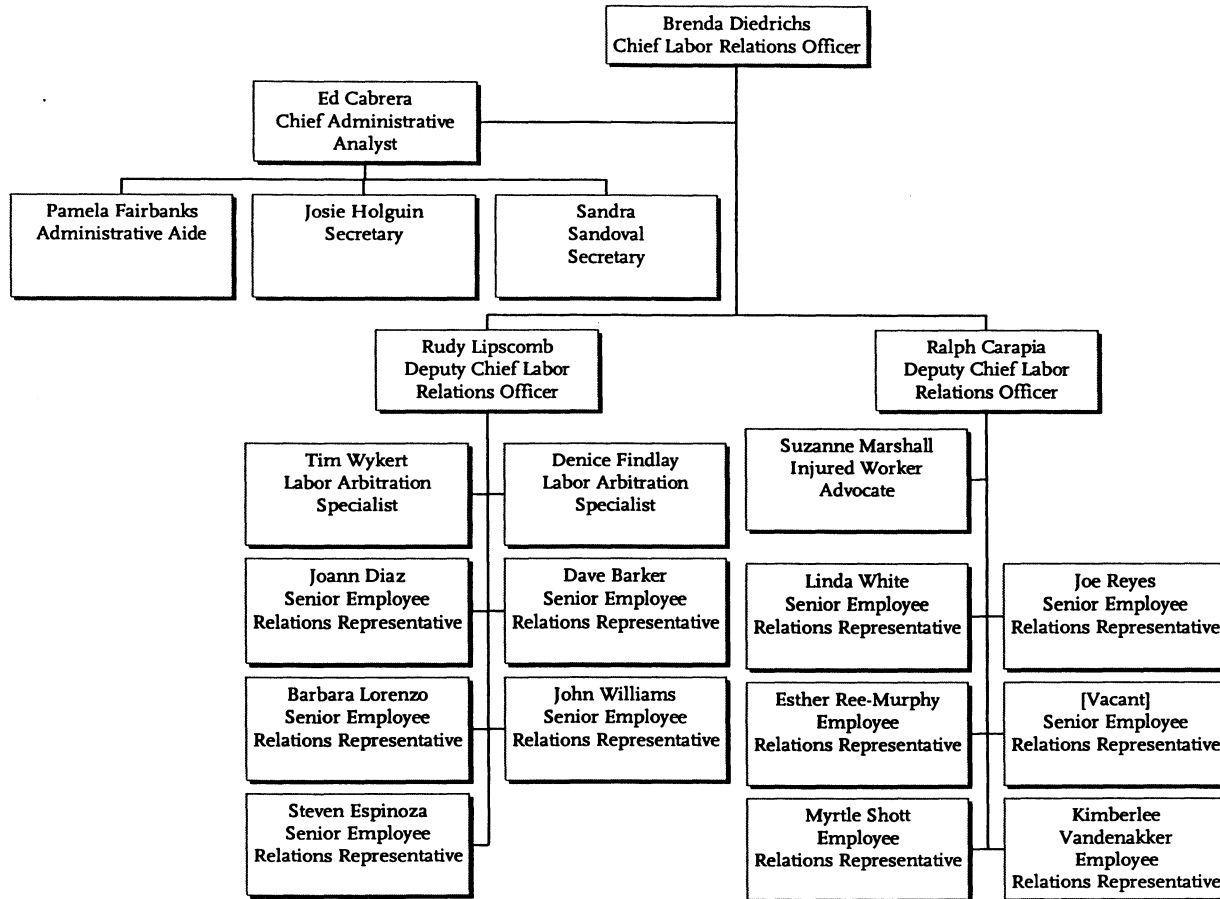 Brenda Diedrichs
Chief Labor Relations Officer
Ed Cabrera
Chief Administrative
Analyst
Pamela Fairbanks
Administrative Aide
Josie Holguin
Secretary
Sandra
Sandoval
Secretary
Rudy Lipscomb
Deputy Chief Labor
Relations Officer
Ralph Carapia
Deputy Chief Labor
Relations Officer
Tim Wykert
Labor Arbitration
Specialist
Denice Findlay
Labor Arbitration
Specialist
Joann Diaz
Senior Employee
Relations Representative
Dave Barker
Senior Employee
Relations Representative
Barbara Lorenzo
Senior Employee
Relations Representative
John Williams
Senior Employee
Relations Representative
Steven Espinoza
Senior Employee
Relations Representative
Suzanne Marshall
Injured Worker
Advocate
Linda White
Senior Employee
Relations Representative
Joe Reyes
Senior Employee
Relations Representative
Esther Ree-Murphy
Employee
Relations Representative
[Vacant]
Senior Employee
Relations Representative
Myrtle Shott
Employee
Relations Representative
Kimberlee
Vandenakker
Employee
Relations Representative